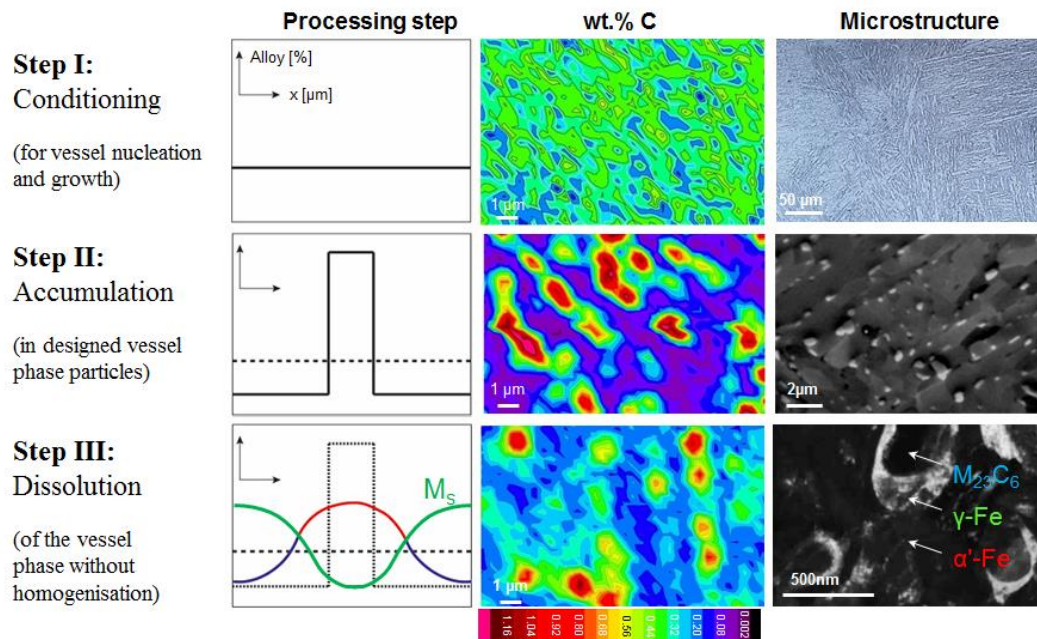 Processing step
wt.% C
Microstructure
Step I:
Conditioning
(for vessel nucleation
and growth)
Alloy [%]
x [µm]
1 µm
50 µm
Step II:
Accumulation
(in designed vessel
phase particles)
1 µm
2µm
Step III:
Dissolution
(of the vessel
phase without
homogenisation)
Ms
1 µm
M23C6
γ-Fe
α'-Fe
500nm
1.16 1.04 0.92 0.80 0.68 0.56 0.44 0.32 0.20 0.08 0.002